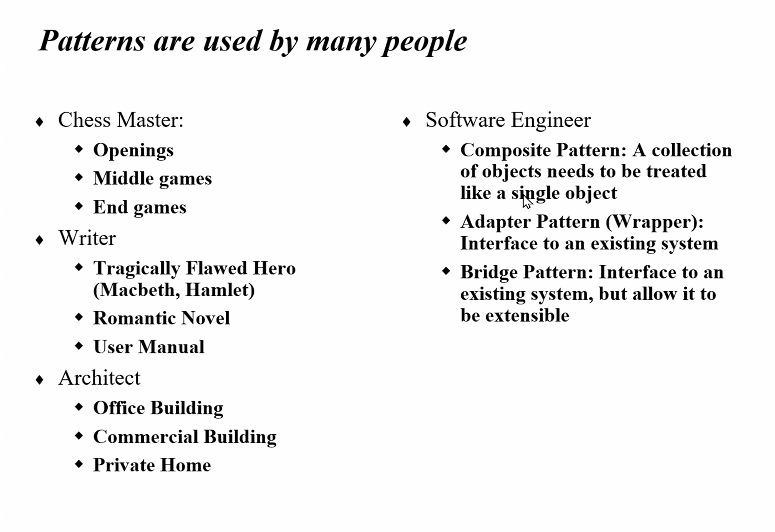 Patterns are used by many people
Chess Master:
Openings
Middle games
End games
Writer
Tragically Flawed Hero
(Macbeth, Hamlet)
Romantic Novel
User Manual
Architect
Office Building
Commercial Building
Private Home
Software Engineer
Composite Pattern: A collection
of objects needs to be treated
like a single object
Adapter Pattern (Wrapper):
Interface to an existing system
Bridge Pattern: Interface to an
existing system, but allow it to
be extensible